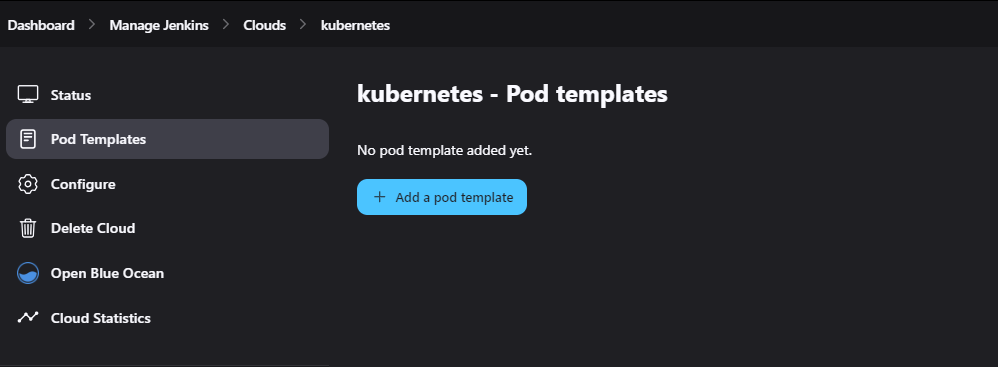 Dashboard > Manage Jenkins > Clouds > kubernetes
Status
Pod Templates
Configure
Delete Cloud
Open Blue Ocean
Cloud Statistics
kubernetes - Pod templates
No pod template added yet.
+ Add a pod template